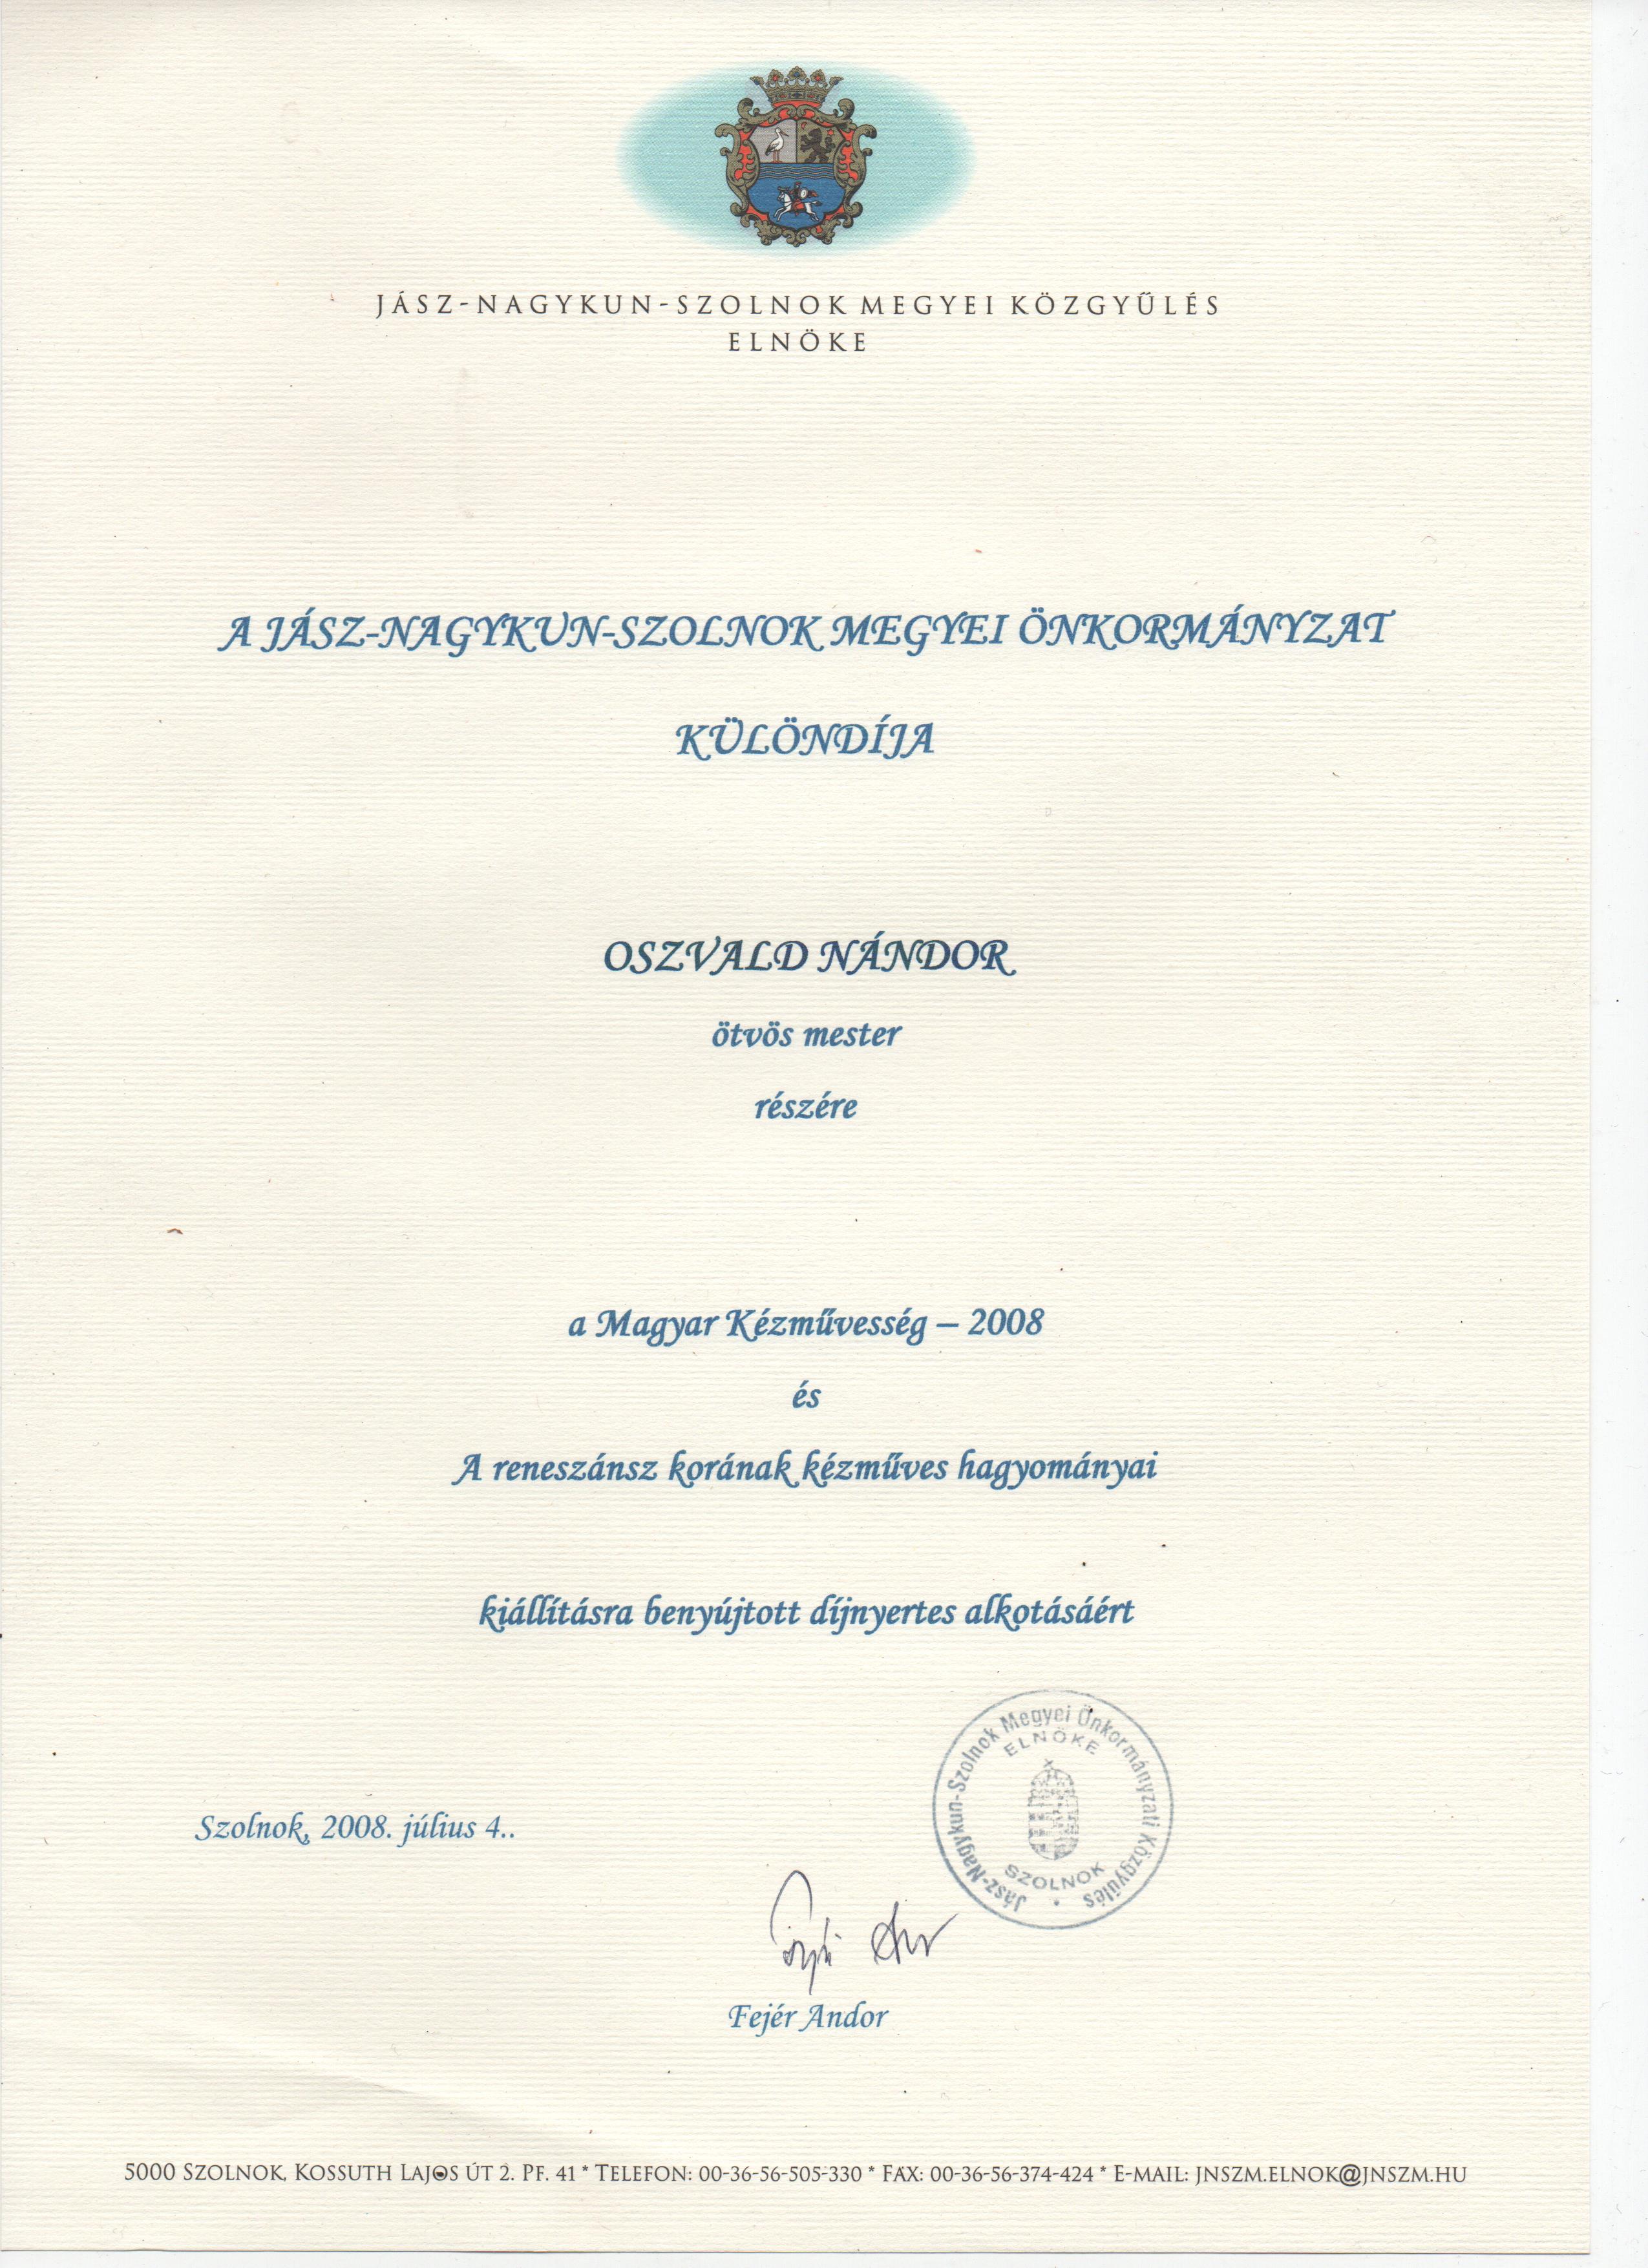 JÁSZ-NAGYKUN-SZOLNOK MEGYEI KÖZGYŰLÉS
ELNÖKE
A JÁSZ-NAGYKUN-SZOLNOK MEGYEI ÖNKORMÁNYZAT
KÜLÖNDÍJA
OSZVALD NÁNDOR
ötvös mester
részére
a Magyar Kézművesség – 2008
és
A reneszánsz korának kézműves hagyományai
kiállításra benyújtott díjnyertes alkotásáért
Jász-Nagykun-Szolnok Megyei Önkormányzati Közgyűlés
ELNÖKE
SZOLNOK
Szolnok, 2008. július 4..
Fejér Andor
5000 SZOLNOK, KOSSUTH LAJOS ÚT 2. PF. 41 * TELEFON: 00-36-56-505-330 * FAX: 00-36-56-374-424 * E-MAIL: JNSZM.ELNOK@JNSZM.HU